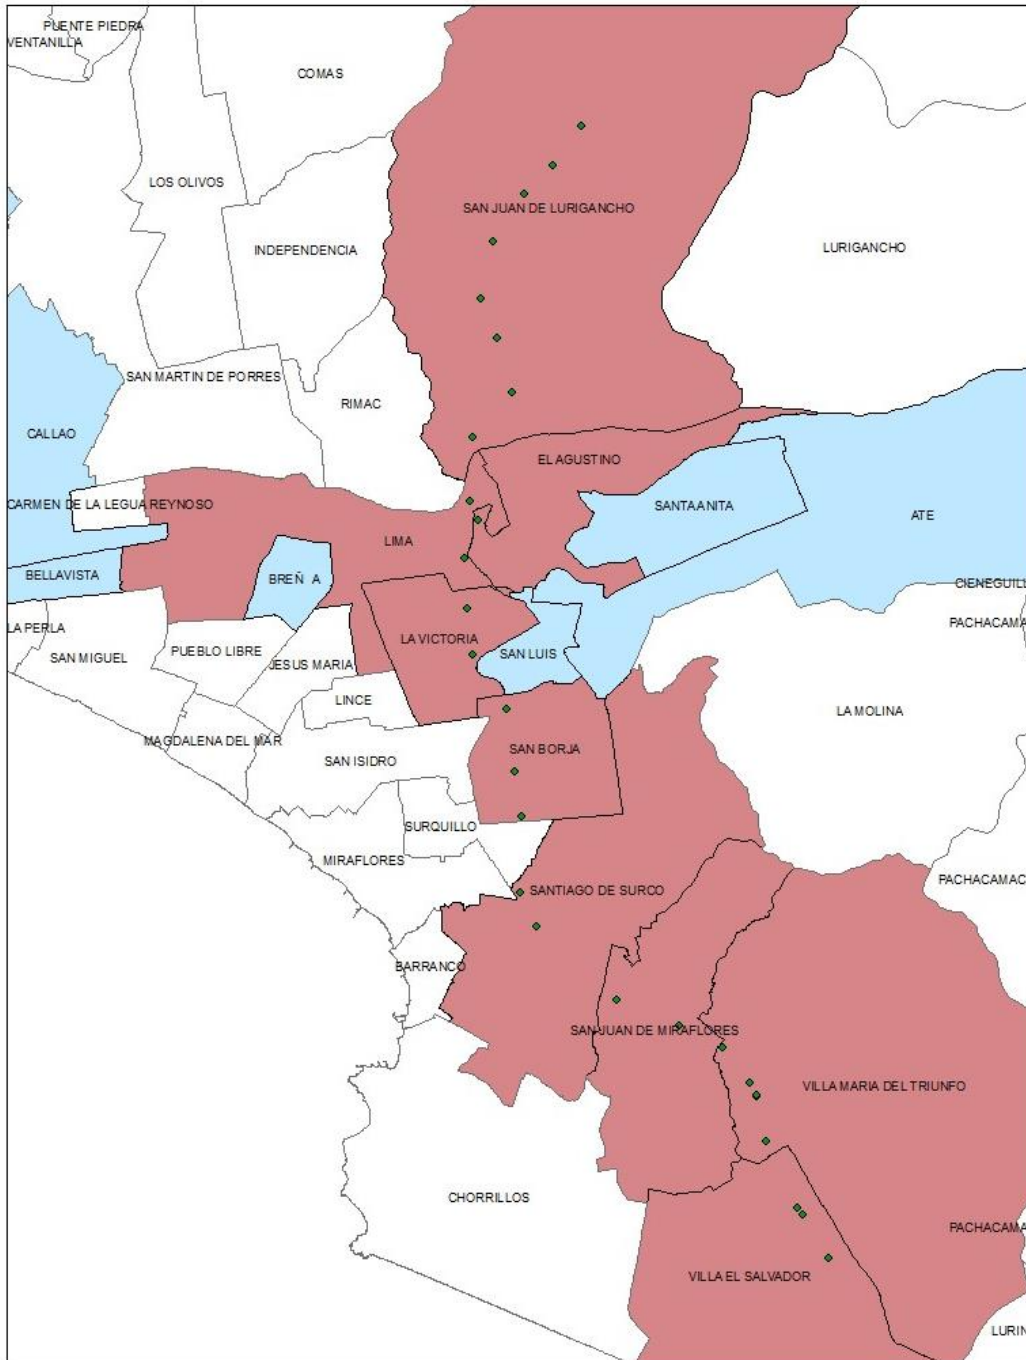 PUENTE PIEDRA
VENTANILLA
COMAS
LOS OLIVOS
SAN JUAN DE LURIGANCHO
INDEPENDENCIA
LURIGANCHO
SAN MARTIN DE PORRES
RIMAC
CALLAO
EL AGUSTINO
CARMEN DE LA LEGUA REYNOSO
SANTA ANITA
ATE
LIMA
BELLAVISTA
BREÑ A
CIENEGUILL
PACHACAMA
LA PERLA
SAN MIGUEL
PUEBLO LIBRE
JESUS MARIA
LA VICTORIA
SAN LUIS
LINCE
LA MOLINA
MAGDALENA DEL MAR
SAN ISIDRO
SAN BORJA
SURQUILLO
MIRAFLORES
SANTIAGO DE SURCO
PACHACAMAC
BARRANCO
SAN JUAN DE MIRAFLORES
VILLA MARIA DEL TRIUNFO
CHORRILLOS
PACHACAMA
VILLA EL SALVADOR
LURIN